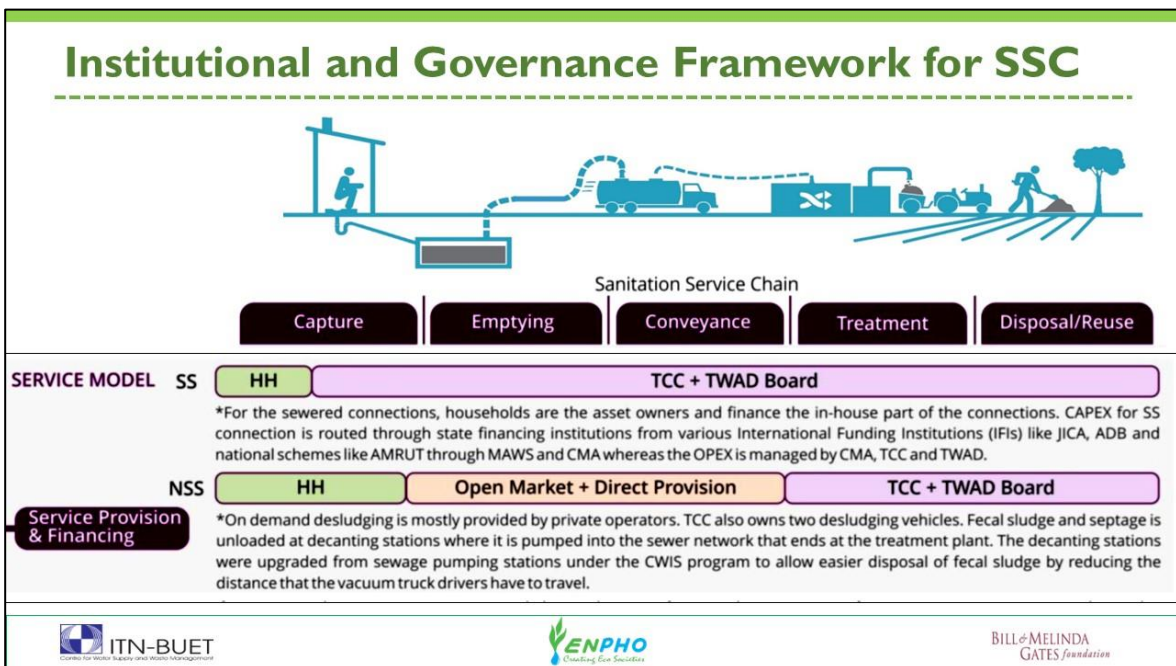 Institutional and Governance Framework for SSC
Sanitation Service Chain
Capture
Emptying
Conveyance
Treatment
Disposal/Reuse
SERVICE MODEL
SS
HH
TCC + TWAD Board
*For the sewered connections, households are the asset owners and finance the in-house part of the connections. CAPEX for SS
connection is routed through state financing institutions from various International Funding Institutions (IFIs) like JICA, ADB and
national schemes like AMRUT through MAWS and CMA whereas the OPEX is managed by CMA, TCC and TWAD.
NSS
HH
Open Market + Direct Provision
TCC + TWAD Board
Service Provision
& Financing
*On demand desludging is mostly provided by private operators. TCC also owns two desludging vehicles. Fecal sludge and septage is
unloaded at decanting stations where it is pumped into the sewer network that ends at the treatment plant. The decanting stations
were upgraded from sewage pumping stations under the CWIS program to allow easier disposal of fecal sludge by reducing the
distance that the vacuum truck drivers have to travel.
ITN-BUET
Centre for Water Supply and Waste Management
ENPHO
Creating Eco Societies
BILL & MELINDA
GATES foundation